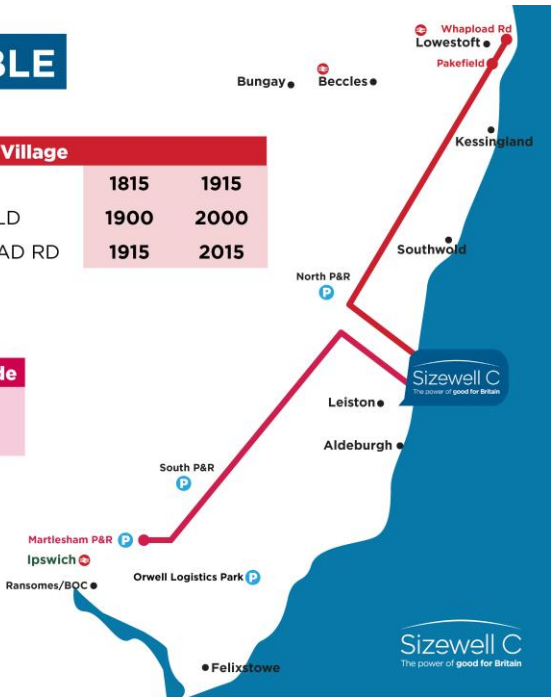 BLE
Village
1815 1915
LD 1900 2000
AD RD 1915 2015
de
Whapload Rd
Lowestoft
Pakefield
Bungay
Beccles
Kessingland
Southwold
North P&R
P
Sizewell C
The power of good for Britain
Leiston
Aldeburgh
South P&R
P
Martlesham P&R P
Ipswich
Ransomes/BOC
Orwell Logistics Park P
Felixstowe
Sizewell C
The power of good for Britain